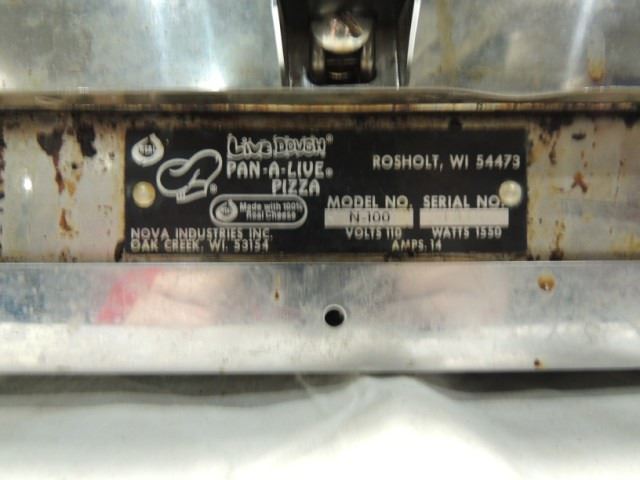 Live Dough®
PAN-A-LIVE®
PIZZA
ROSHOLT, WI 54473
Made with 100%
Real Cheese
MODEL NO.
SERIAL NO.
N-100
VOLTS 110
WATTS 1550
AMPS. 14
NOVA INDUSTRIES INC.
OAK CREEK, WI. 53154